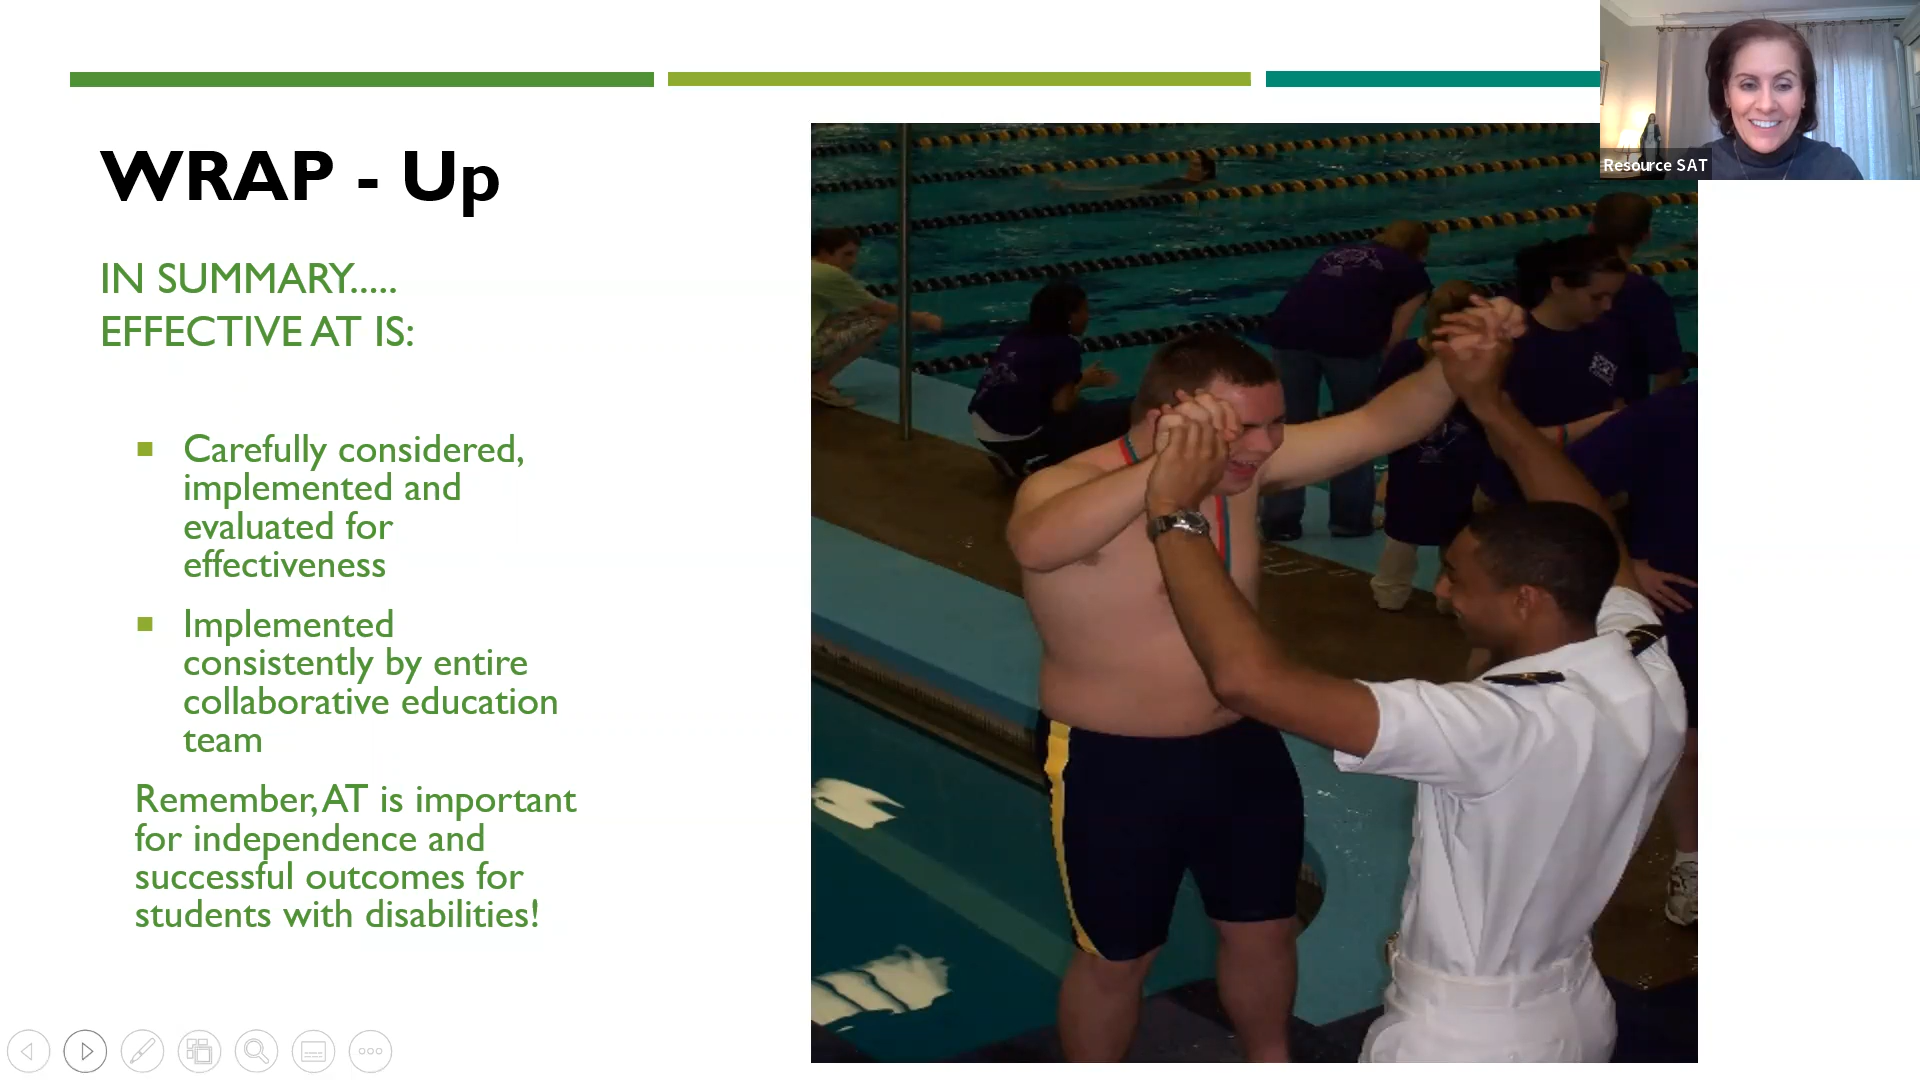 WRAP - Up
IN SUMMARY.....
EFFECTIVE AT IS:
Carefully considered,
implemented and
evaluated for
effectiveness
Implemented
consistently by entire
collaborative education
team
Remember, AT is important
for independence and
successful outcomes for
students with disabilities!
Resource SAT